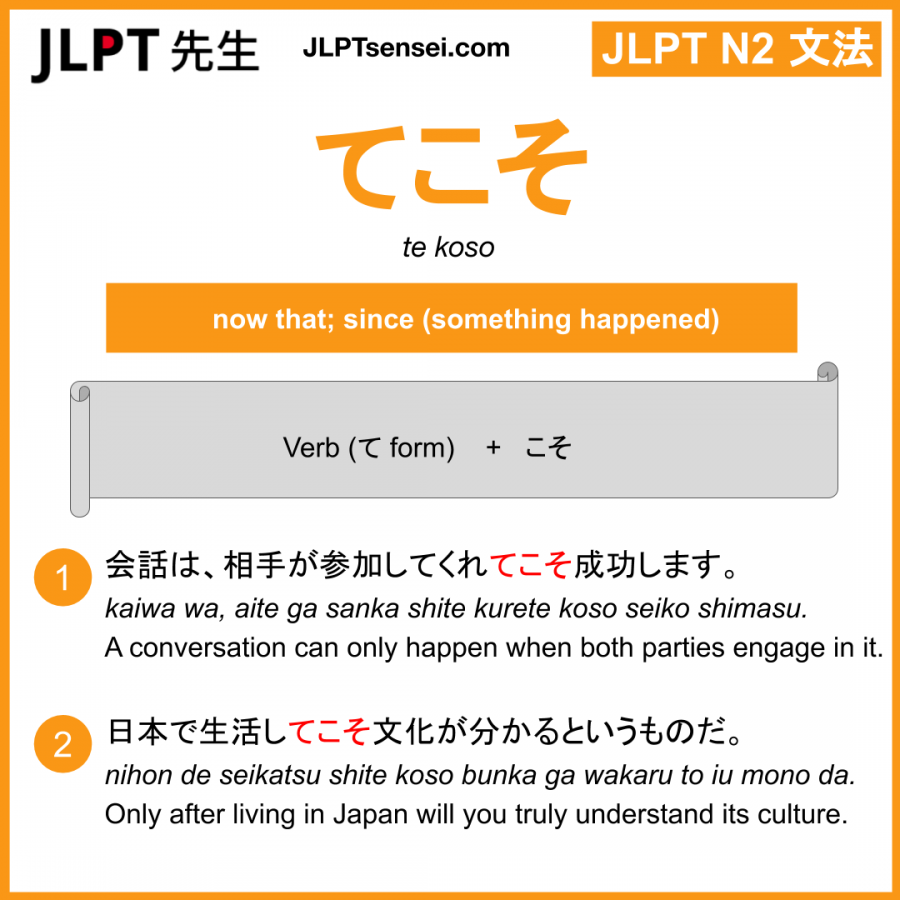 JLPT 先生
JLPTsensei.com
JLPT N2 文法
てこそ
te koso
now that; since (something happened)
Verb (て form) + こそ
1
会話は、相手が参加してくれてこそ成功します。
kaiwa wa, aite ga sanka shite kurete koso seiko shimasu.
A conversation can only happen when both parties engage in it.
2
日本で生活してこそ文化が分かるというものだ。
nihon de seikatsu shite koso bunka ga wakaru to iu mono da.
Only after living in Japan will you truly understand its culture.